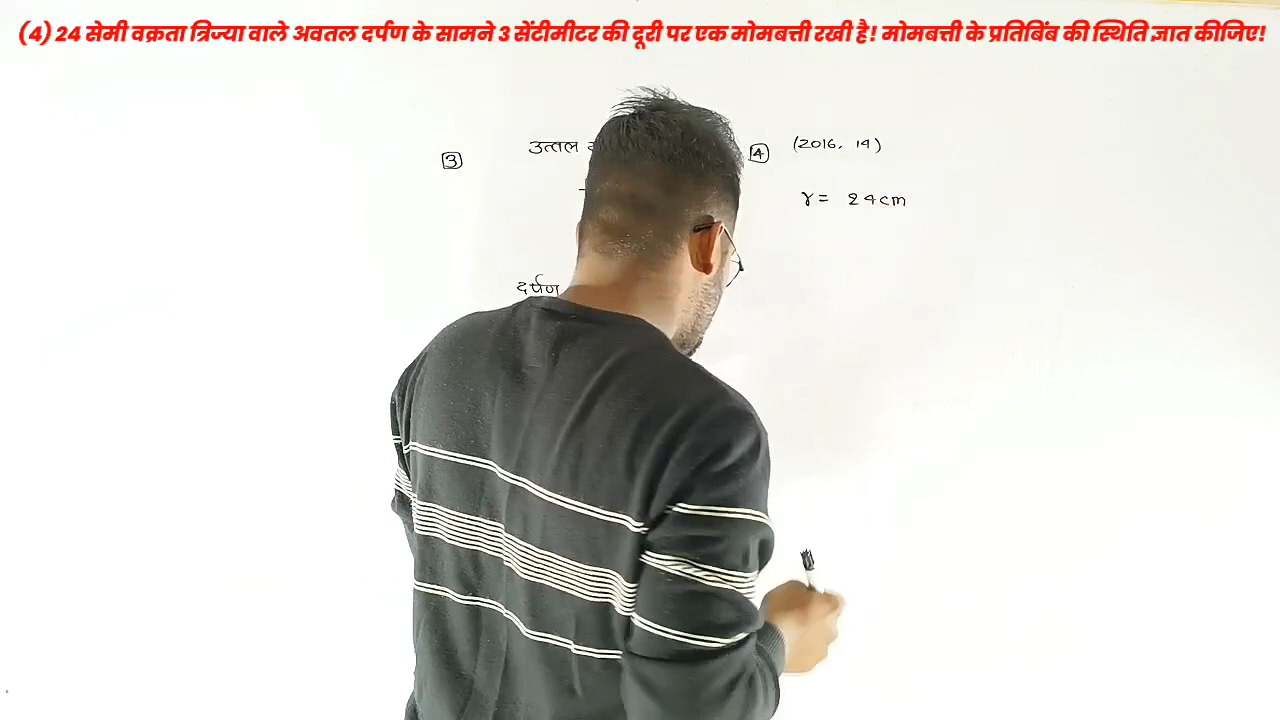 (4) 24 सेमी वक्रता त्रिज्या वाले अवतल दर्पण के सामने 3 सेंटीमीटर की दूरी पर एक मोमबत्ती रखी है! मोमबत्ती के प्रतिबिंब की स्थिति ज्ञात कीजिए!
3 उत्तल
4 (2016, 14)
r = 24cm
दर्पण